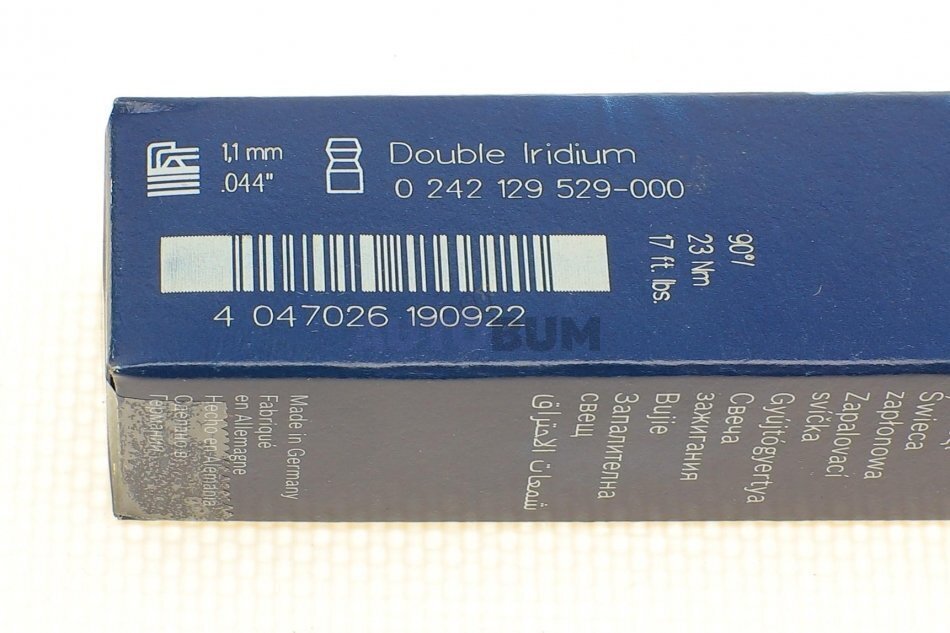 1,1 mm
.044"
Double Iridium
0 242 129 529-000
90°/
23 Nm
17 ft. lbs.
4 047026 190922
BUM
Made in Germany
Fabriqué
en Allemagne
Hecho en Alemania
Германия
شمعات الاحتراق
Запалителна
свещ
Bujie
Свеча
зажигания
Gyújtógyertya
Zapalovací
svíčka
Świeca
zapłonowa